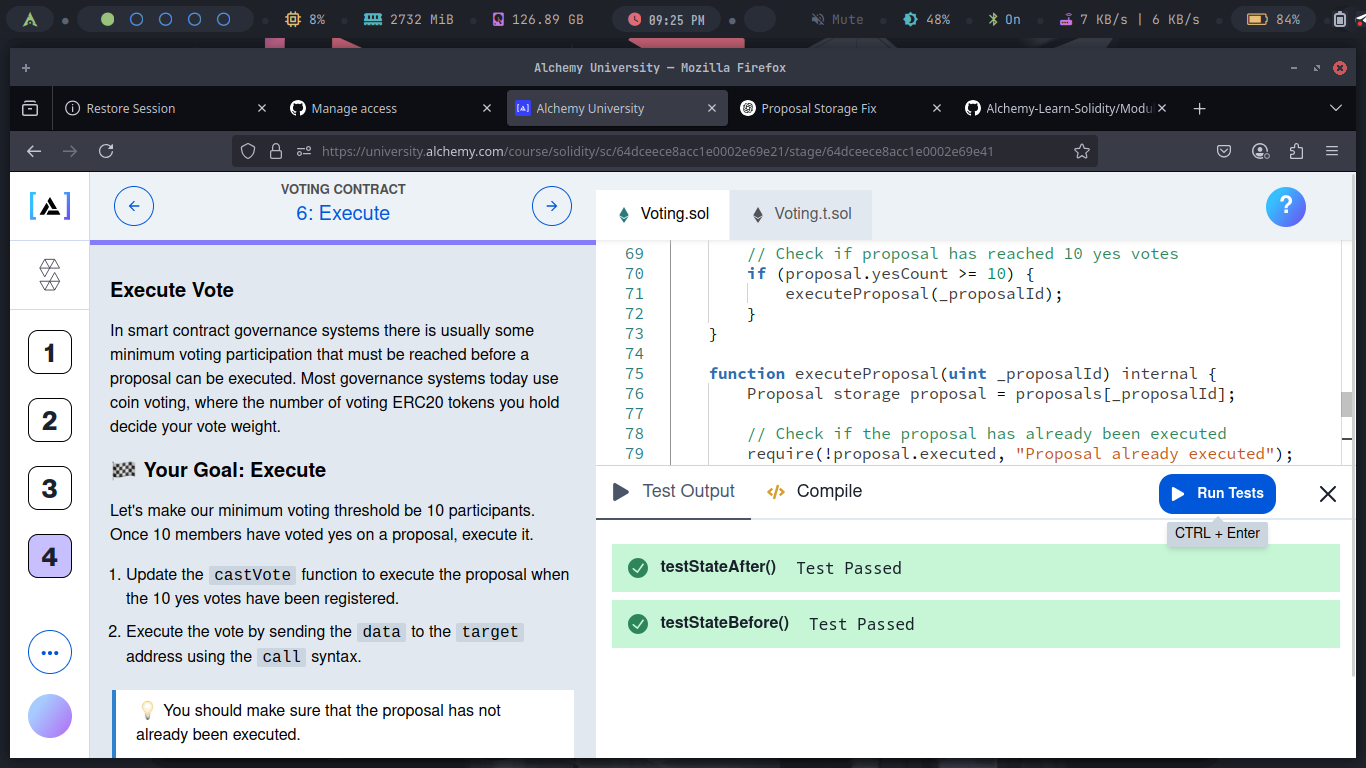 8%
2732 MiB
126.89 GB
09:25 PM
Mute
48%
On
7 KB/s | 6 KB/s
84%
Alchemy University — Mozilla Firefox
Restore Session
Manage access
Alchemy University
Proposal Storage Fix
Alchemy-Learn-Solidity/Modu
https://university.alchemy.com/course/solidity/sc/64dceece8acc1e0002e69e21/stage/64dceece8acc1e0002e69e41
VOTING CONTRACT
6: Execute
1
2
3
4
Execute Vote
In smart contract governance systems there is usually some
minimum voting participation that must be reached before a
proposal can be executed. Most governance systems today use
coin voting, where the number of voting ERC20 tokens you hold
decide your vote weight.
Your Goal: Execute
Let's make our minimum voting threshold be 10 participants.
Once 10 members have voted yes on a proposal, execute it.
1. Update the castVote function to execute the proposal when
the 10 yes votes have been registered.
2. Execute the vote by sending the data to the target
address using the call syntax.
You should make sure that the proposal has not
already been executed.
Voting.sol
Voting.t.sol
?
69 // Check if proposal has reached 10 yes votes
70 if (proposal.yesCount >= 10) {
71 executeProposal(_proposalId);
72 }
73 }
74
75 function executeProposal(uint _proposalId) internal {
76 Proposal storage proposal = proposals[_proposalId];
77
78 // Check if the proposal has already been executed
79 require(!proposal.executed, "Proposal already executed");
Test Output
Compile
Run Tests
CTRL + Enter
testStateAfter() Test Passed
testStateBefore() Test Passed